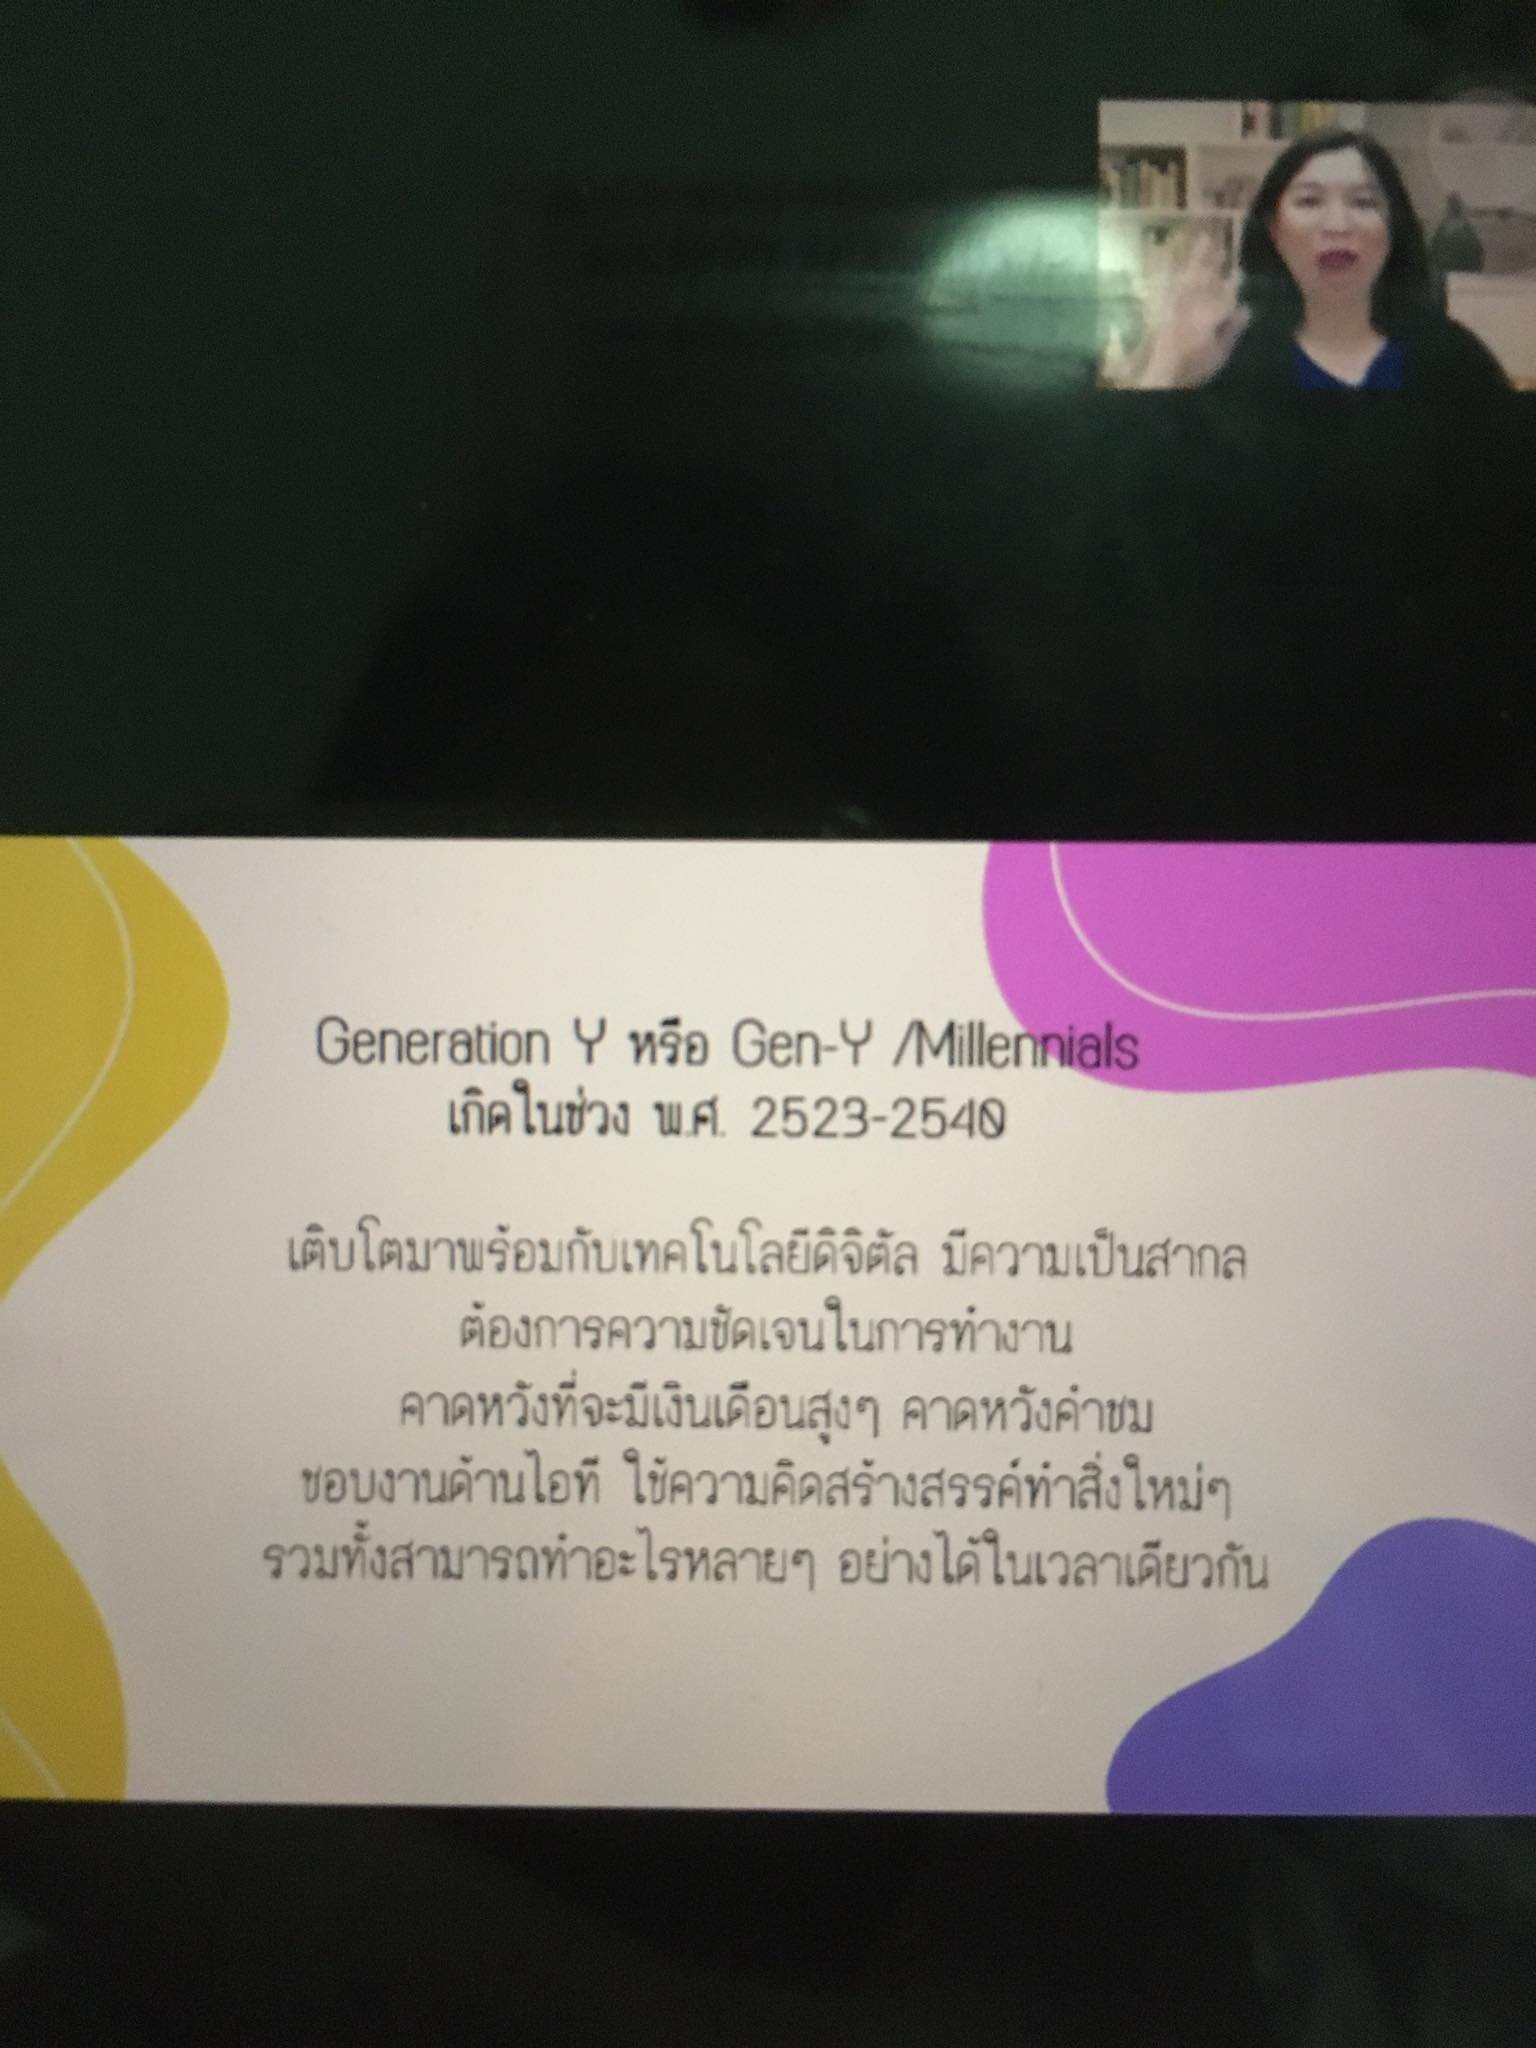 Generation Y หรือ Gen-Y /Millennials
เกิดในช่วง พ.ศ. 2523-2540
เติบโตมาพร้อมกับเทคโนโลยีดิจิตัล มีความเป็นสากล
ต้องการความชัดเจนในการทำงาน
คาดหวังที่จะมีเงินเดือนสูงๆ คาดหวังคำชม
ชอบงานด้านไอที ใช้ความคิดสร้างสรรค์ทำสิ่งใหม่ๆ
รวมทั้งสามารถทำอะไรหลายๆ อย่างได้ในเวลาเดียวกัน